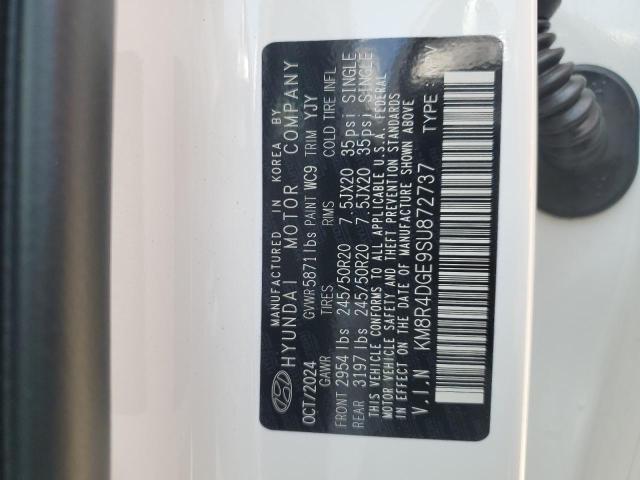 MANUFACTURED IN KOREA BY
HYUNDAI MOTOR COMPANY
OCT/2024 GVWR 5871 lbs PAINT WC9 TRIM YJY
GAWR TIRES RIMS COLD TIRE INFL.
FRONT 2954 lbs 245/50R20 7.5JX20 35psi SINGLE
REAR 3197 lbs 245/50R20 7.5JX20 35psi SINGLE
THIS VEHICLE CONFORMS TO ALL APPLICABLE U.S.A. FEDERAL
MOTOR VEHICLE SAFETY AND THEFT PREVENTION STANDARDS
IN EFFECT ON THE DATE OF MANUFACTURE SHOWN ABOVE
V.I.N KM8R4DGE9SU872737 TYPE: